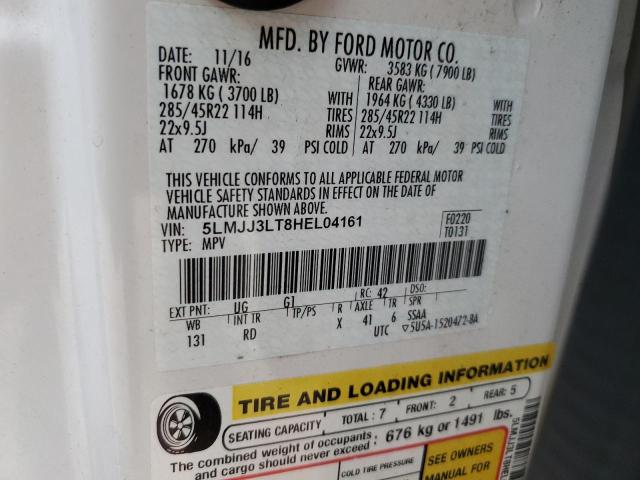 MFD. BY FORD MOTOR CO.
DATE: 11/16 GVWR: 3583 KG ( 7900 LB)
FRONT GAWR: REAR GAWR:
1678 KG ( 3700 LB) WITH 1964 KG ( 4330 LB) WITH
285/45R22 114H TIRES 285/45R22 114H TIRES
22x9.5J RIMS 22x9.5J RIMS
AT 270 kPa/ 39 PSI COLD AT 270 kPa/ 39 PSI COLD
THIS VEHICLE CONFORMS TO ALL APPLICABLE FEDERAL MOTOR
VEHICLE SAFETY STANDARDS IN EFFECT ON THE DATE OF
MANUFACTURE SHOWN ABOVE.
VIN: 5LMJJ3LT8HEL04161 F0220
TYPE: MPV T0131
EXT PNT: UG G1 RC: 42 DSO:
WB INT TR TP/PS R AXLE TR SPR
131 RD X 41 6 SSAA
UTC ▽5U5A-1520472-BA
TIRE AND LOADING INFORMATION
SEATING CAPACITY TOTAL: 7 FRONT: 2 REAR: 5
The combined weight of occupants and cargo should never exceed: 676 kg or 1491 lbs.
COLD TIRE PRESSURE
SEE OWNERS
MANUAL FOR